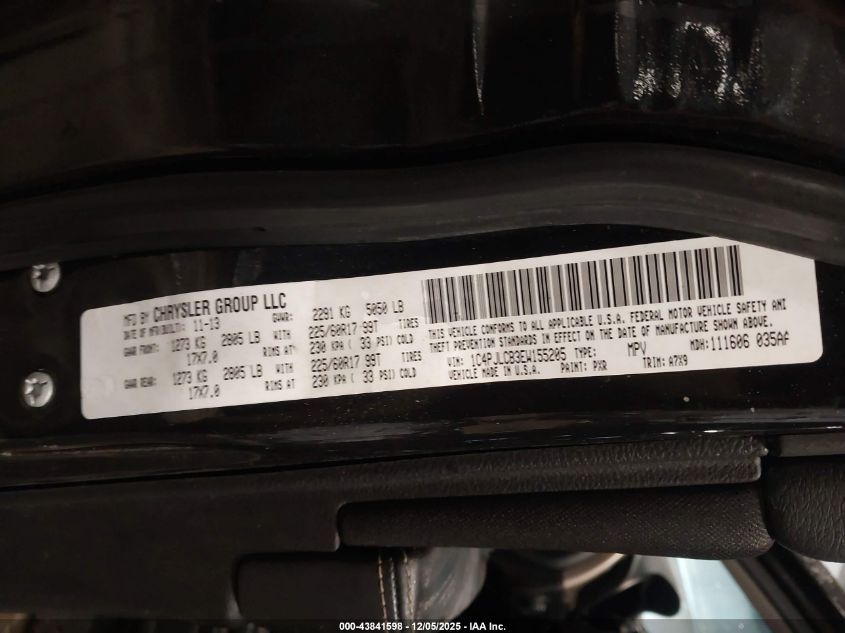 MFD BY CHRYSLER GROUP LLC
DATE OF MFR(BUILT): 11-13 GVWR: 2291 KG 5050 LB
GAWR FRONT: 1273 KG 2805 LB WITH 225/60R17 99T TIRES
17X7.0 RIMS AT 230 KPA ( 33 PSI) COLD
GAWR REAR: 1273 KG 2805 LB WITH 225/60R17 99T TIRES
17X7.0 RIMS AT 230 KPA ( 33 PSI) COLD
THIS VEHICLE CONFORMS TO ALL APPLICABLE U.S.A. FEDERAL MOTOR VEHICLE SAFETY AND
THEFT PREVENTION STANDARDS IN EFFECT ON THE DATE OF MANUFACTURE SHOWN ABOVE.
VIN: 1C4PJLCB3EW155205 TYPE: MPV MDH: 111606 035AA
VEHICLE MADE IN U.S.A. PAINT: PXR TRIM: A7X9
000-43841598 - 12/05/2025 - IAA Inc.